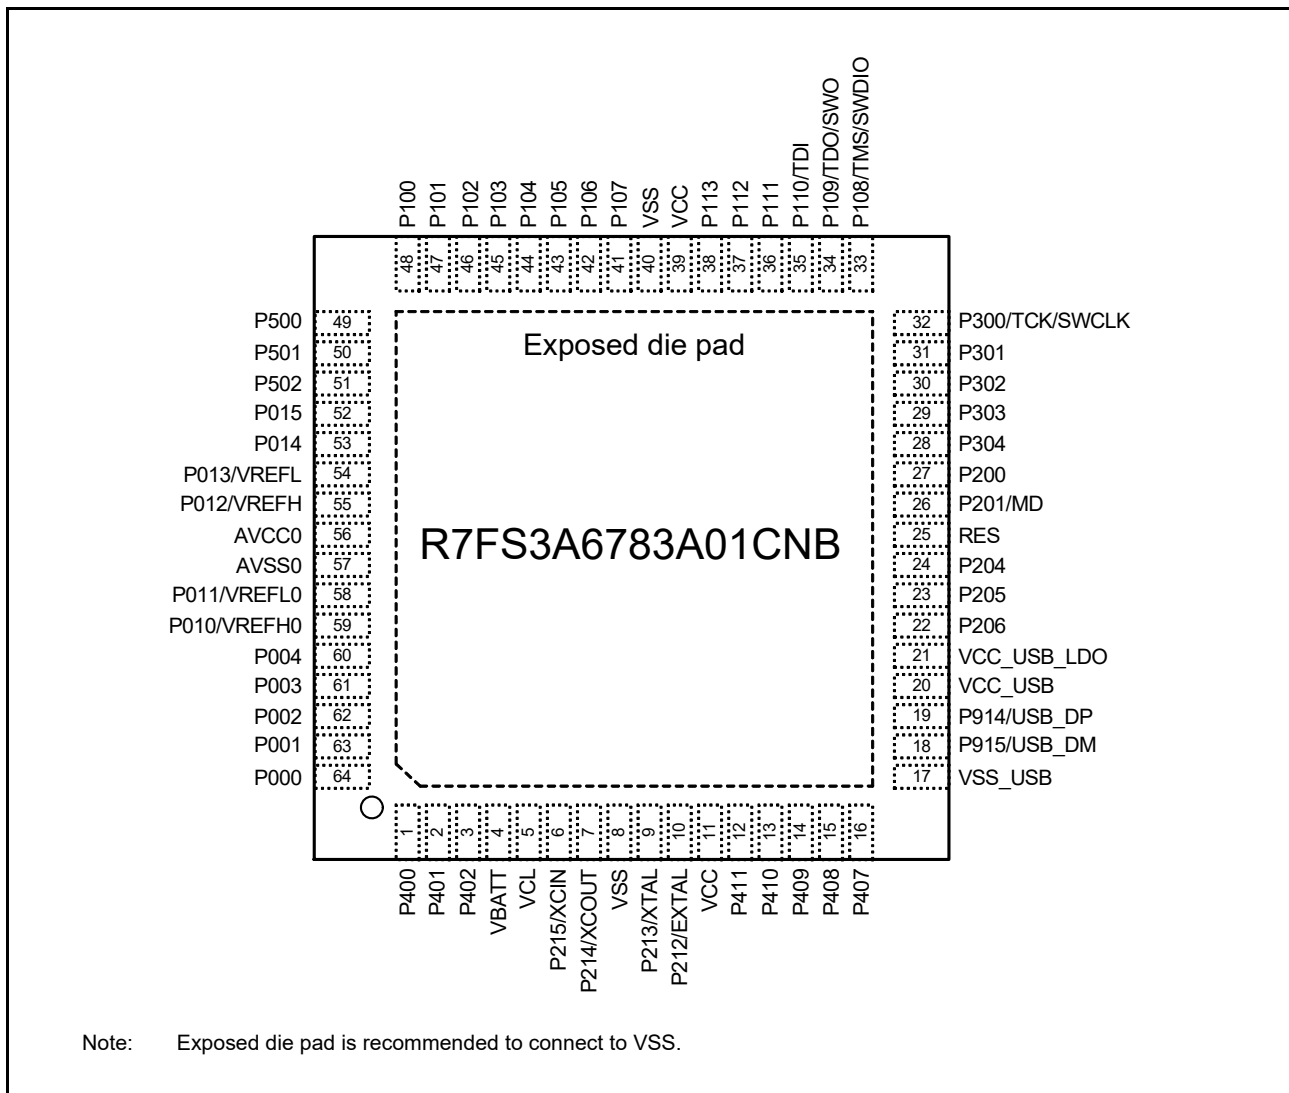 P100
P101
P102
P103
P104
P105
P106
P107
VSS
VCC
P113
P112
P111
P110/TDI
P109/TDO/SWO
P108/TMS/SWDIO
48
47
46
45
44
43
42
41
40
39
38
37
36
35
34
33
P500 49
P501 50
P502 51
P015 52
P014 53
P013/VREFL 54
P012/VREFH 55
AVCC0 56
AVSS0 57
P011/VREFL0 58
P010/VREFH0 59
P004 60
P003 61
P002 62
P001 63
P000 64
Exposed die pad
R7FS3A6783A01CNB
32 P300/TCK/SWCLK
31 P301
30 P302
29 P303
28 P304
27 P200
26 P201/MD
25 RES
24 P204
23 P205
22 P206
21 VCC_USB_LDO
20 VCC_USB
19 P914/USB_DP
18 P915/USB_DM
17 VSS_USB
1
2
3
4
5
6
7
8
9
10
11
12
13
14
15
16
P400
P401
P402
VBATT
VCL
P215/XCIN
P214/XCOUT
VSS
P213/XTAL
P212/EXTAL
VCC
P411
P410
P409
P408
P407
Note: Exposed die pad is recommended to connect to VSS.